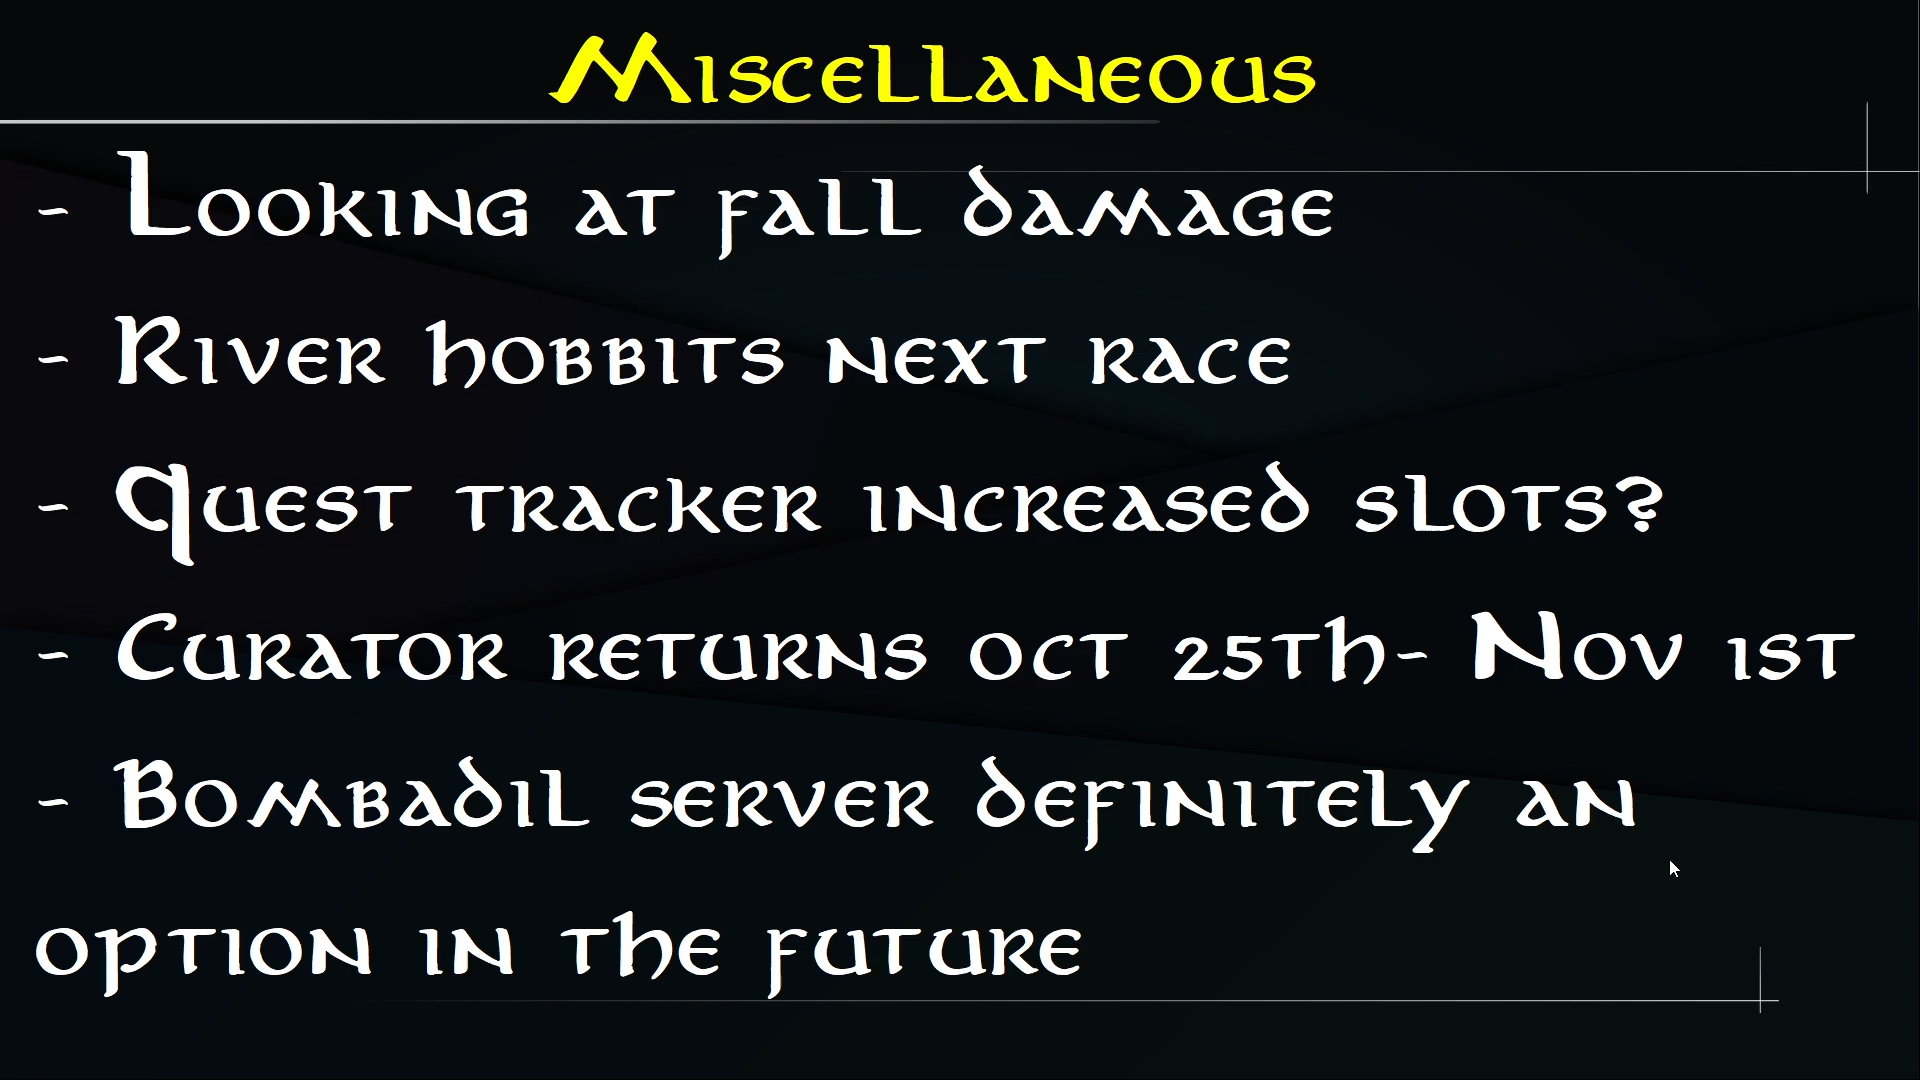 Miscellaneous
- Looking at fall damage
- River hobbits next race
- Quest tracker increased slots?
- Curator returns oct 25th- Nov 1st
- Bombadil server definitely an
option in the future